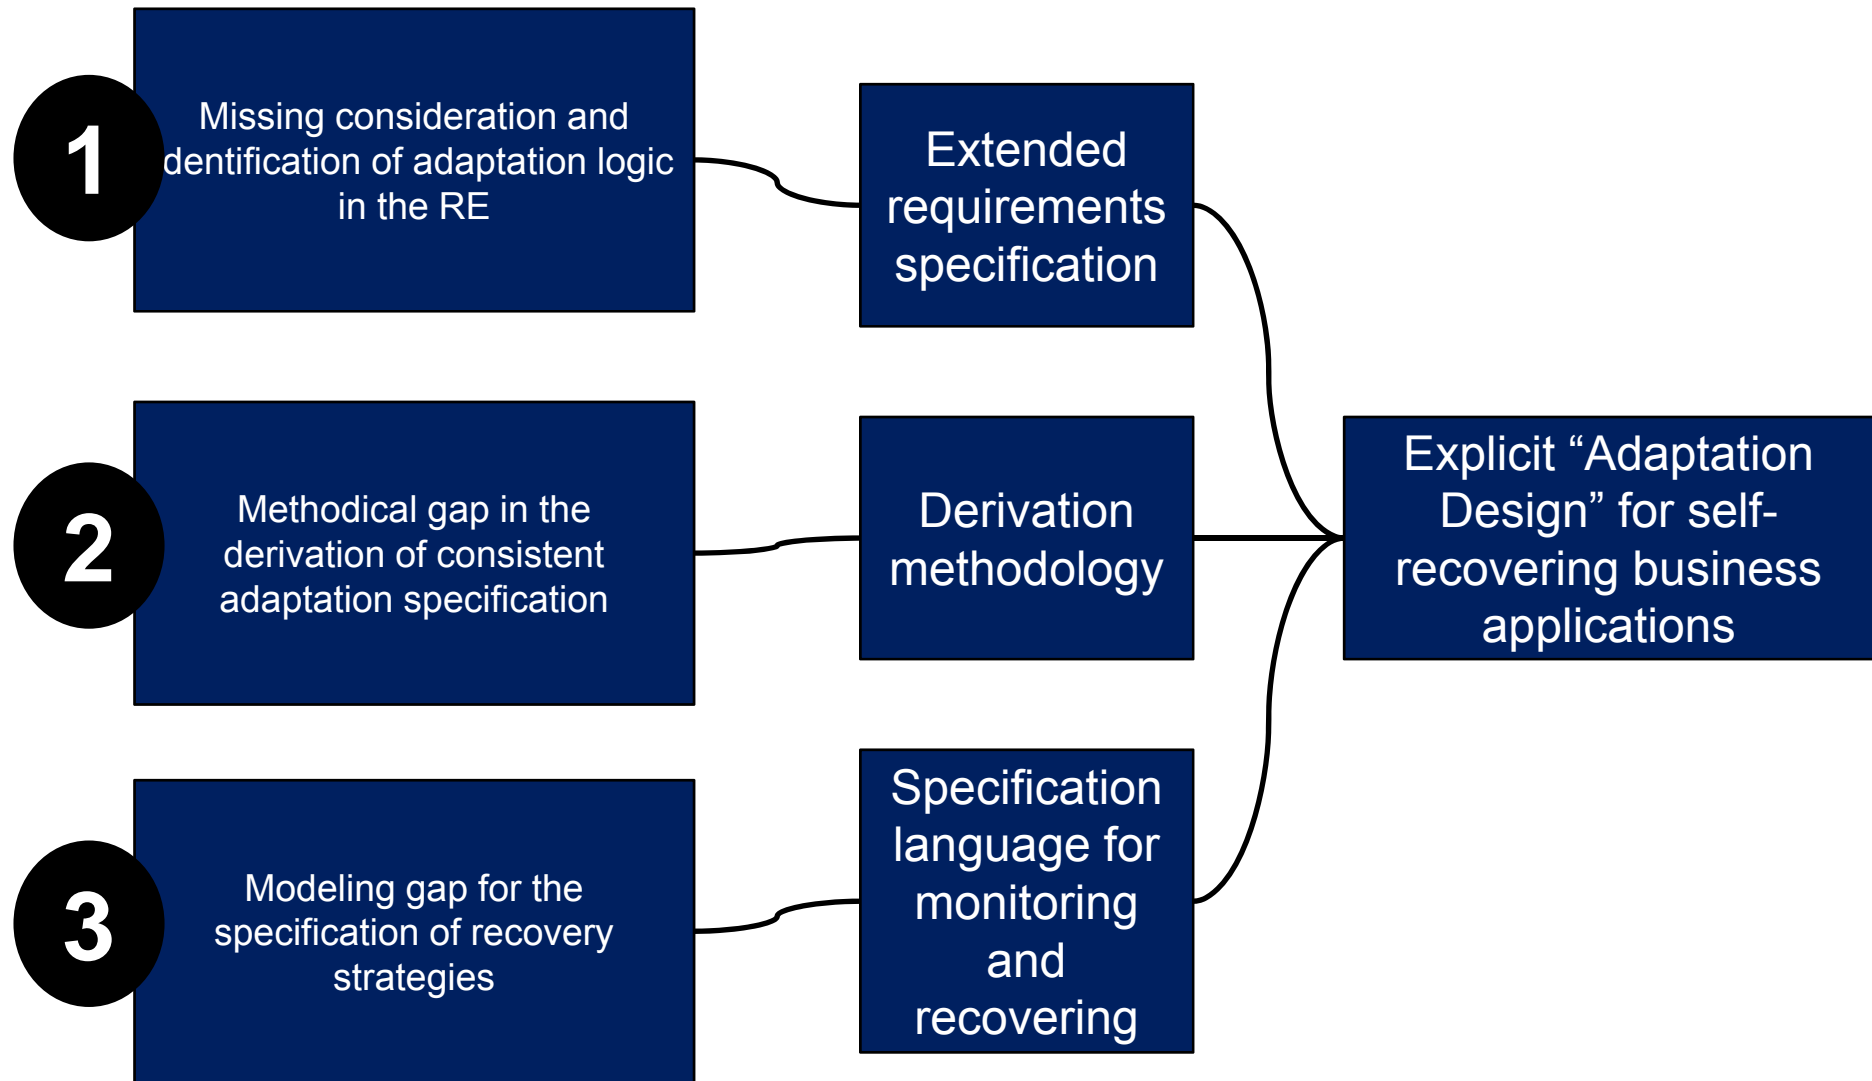 1
Missing consideration and
dentification of adaptation logic
in the RE
Extended
requirements
specification
2
Methodical gap in the
derivation of consistent
adaptation specification
Derivation
methodology
Explicit “Adaptation
Design” for self-
recovering business
applications
3
Modeling gap for the
specification of recovery
strategies
Specification
language for
monitoring
and
recovering